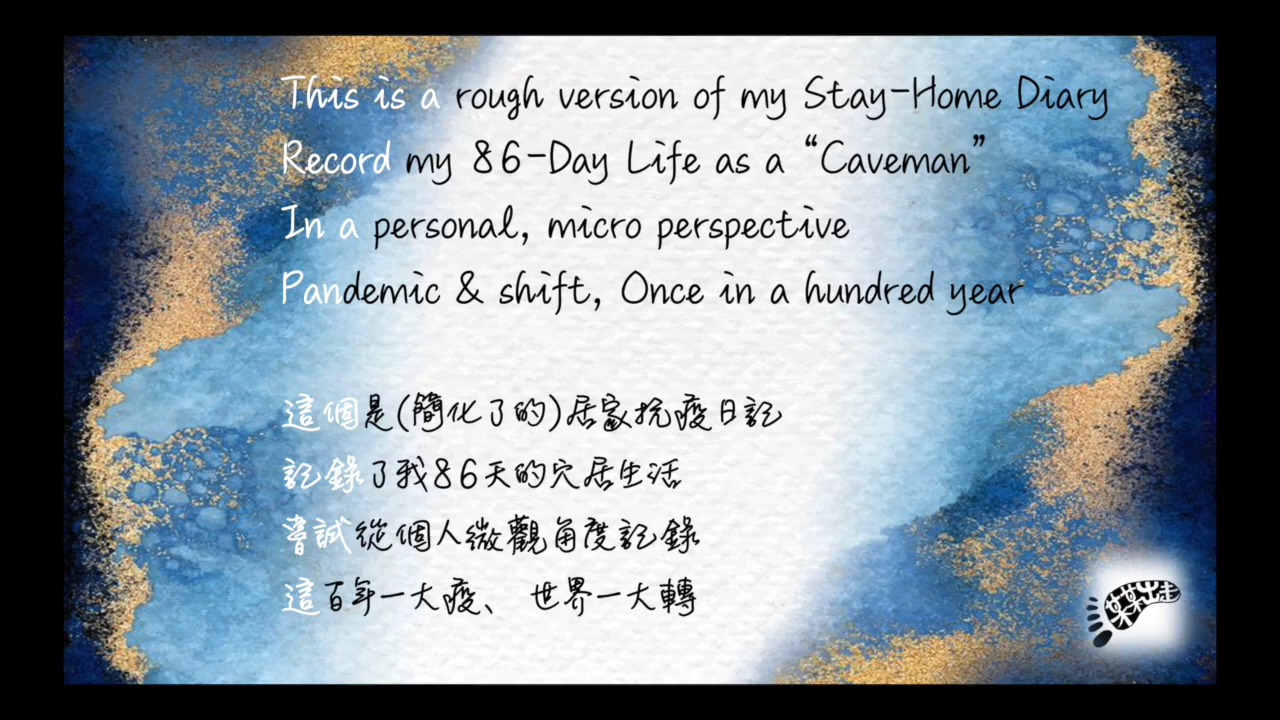 This is a rough version of my Stay-Home Diary
Record my 86-Day Life as a “Caveman”
In a personal, micro perspective
Pandemic & shift, Once in a hundred year
這個是(簡化了的)居家抗疫日記
記錄了我86天的穴居生活
嘗試從個人微觀角度記錄
這百年一大疫、 世界一大轉